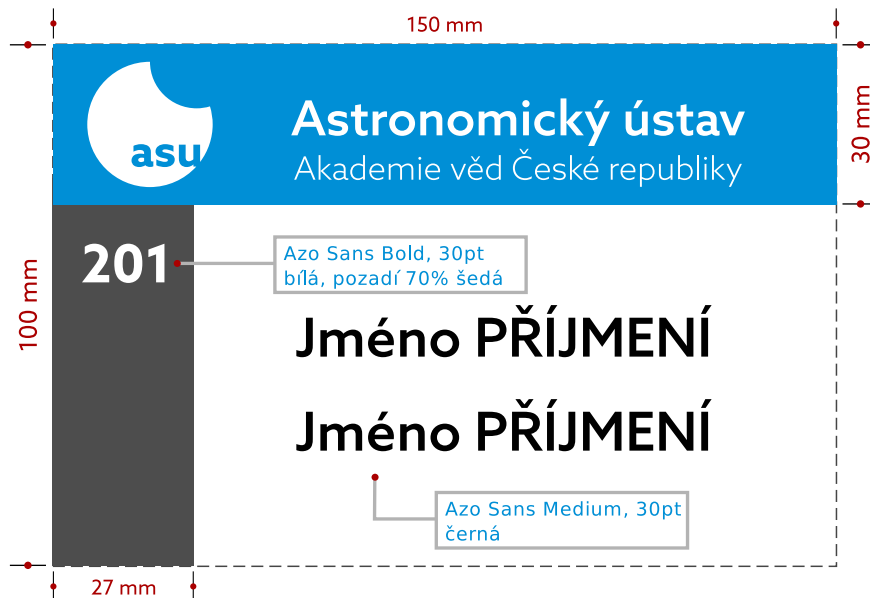 150 mm
asu
Astronomický ústav
Akademie věd České republiky
30 mm
201
Azo Sans Bold, 30pt
bílá, pozadí 70% šedá
100 mm
Jméno PŘÍJMENÍ
Jméno PŘÍJMENÍ
Azo Sans Medium, 30pt
černá
27 mm